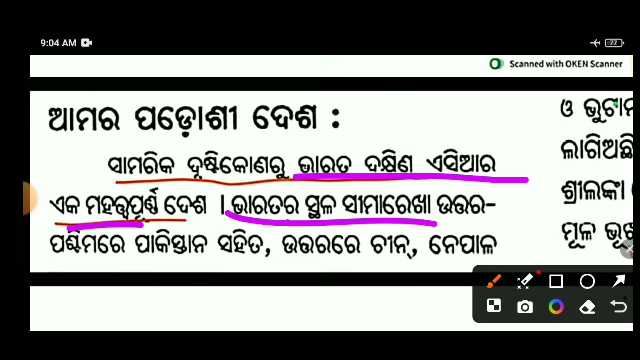 9:04 AM
77
Scanned with OKEN Scanner
ଆମର ପଡ଼ୋଶୀ ଦେଶ :
ସାମରିକ ଦୃଷ୍ଟିକୋଣରୁ ଭାରତ ଦକ୍ଷିଣ ଏସିଆର
ଏକ ମହତ୍ତ୍ୱପୂର୍ଣ୍ଣ ଦେଶ । ଭାରତର ସ୍ଥଳ ସୀମାରେଖା ଉତ୍ତର-
ପଶ୍ଚିମରେ ପାକିସ୍ତାନ ସହିତ, ଉତ୍ତରରେ ଚୀନ୍, ନେପାଳ
ଓ ଭୁଟାନ
ଲାଗିଅଛି
ଶ୍ରୀଲଙ୍କା
ମୂଳ